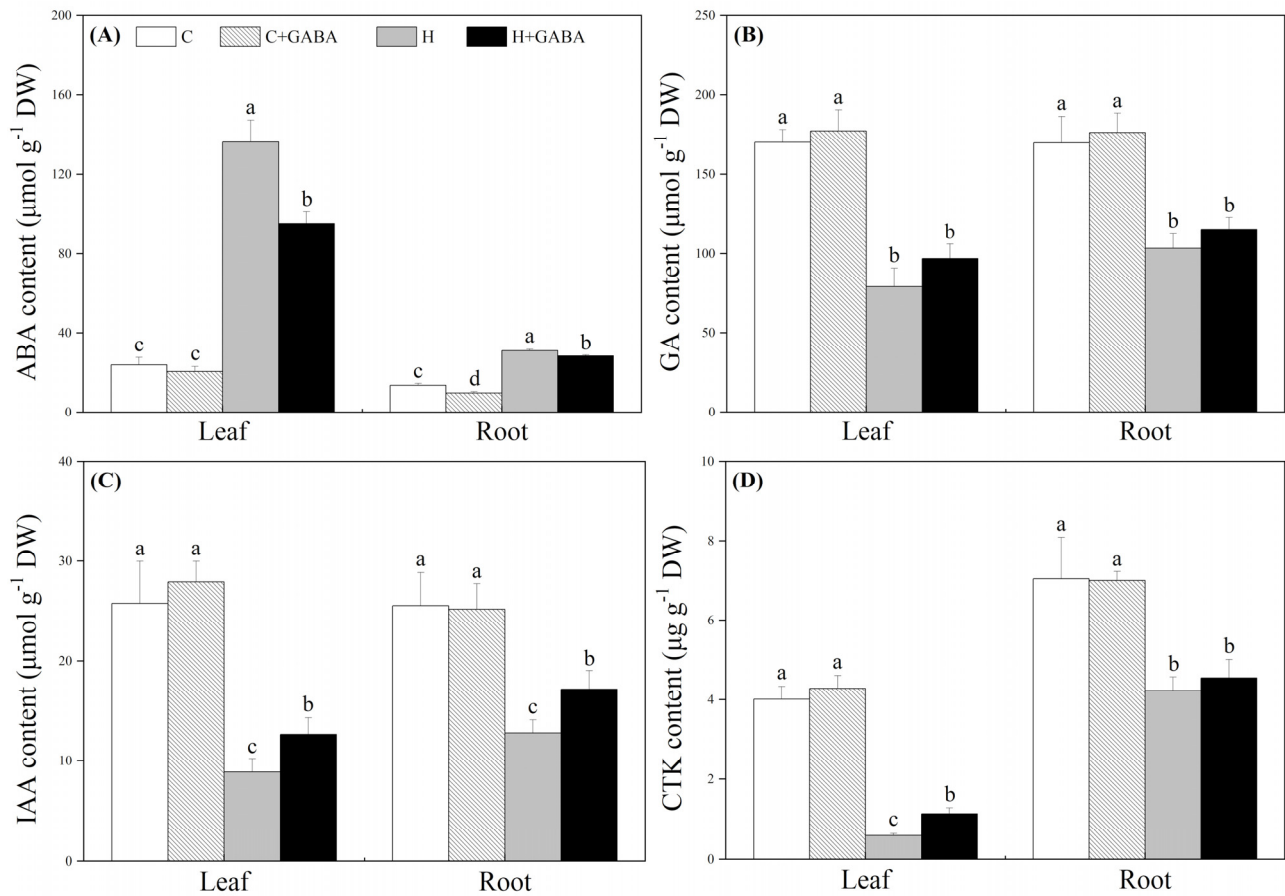 (A)
C
C+GABA
H
H+GABA
ABA content (μmol g⁻¹ DW)
200
160
120
80
40
0
c
c
a
b
c
d
a
b
Leaf
Root
(B)
GA content (μmol g⁻¹ DW)
250
200
150
100
50
0
a
a
b
b
a
a
b
b
Leaf
Root
(C)
IAA content (μmol g⁻¹ DW)
40
30
20
10
0
a
a
c
b
a
a
c
b
Leaf
Root
(D)
CTK content (μg g⁻¹ DW)
10
8
6
4
2
0
a
a
c
b
a
a
b
b
Leaf
Root